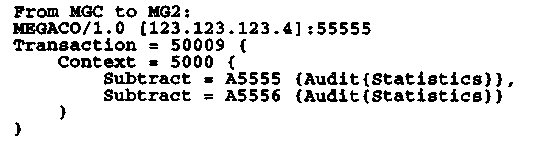 From MGC to MG2:
MEGACO/1.0 [123.123.123.4]:55555
Transaction = 50009 {
Context = 5000 {
Subtract = A5555 {Audit{Statistics}},
Subtract = A5556 {Audit{Statistics}}
}
}